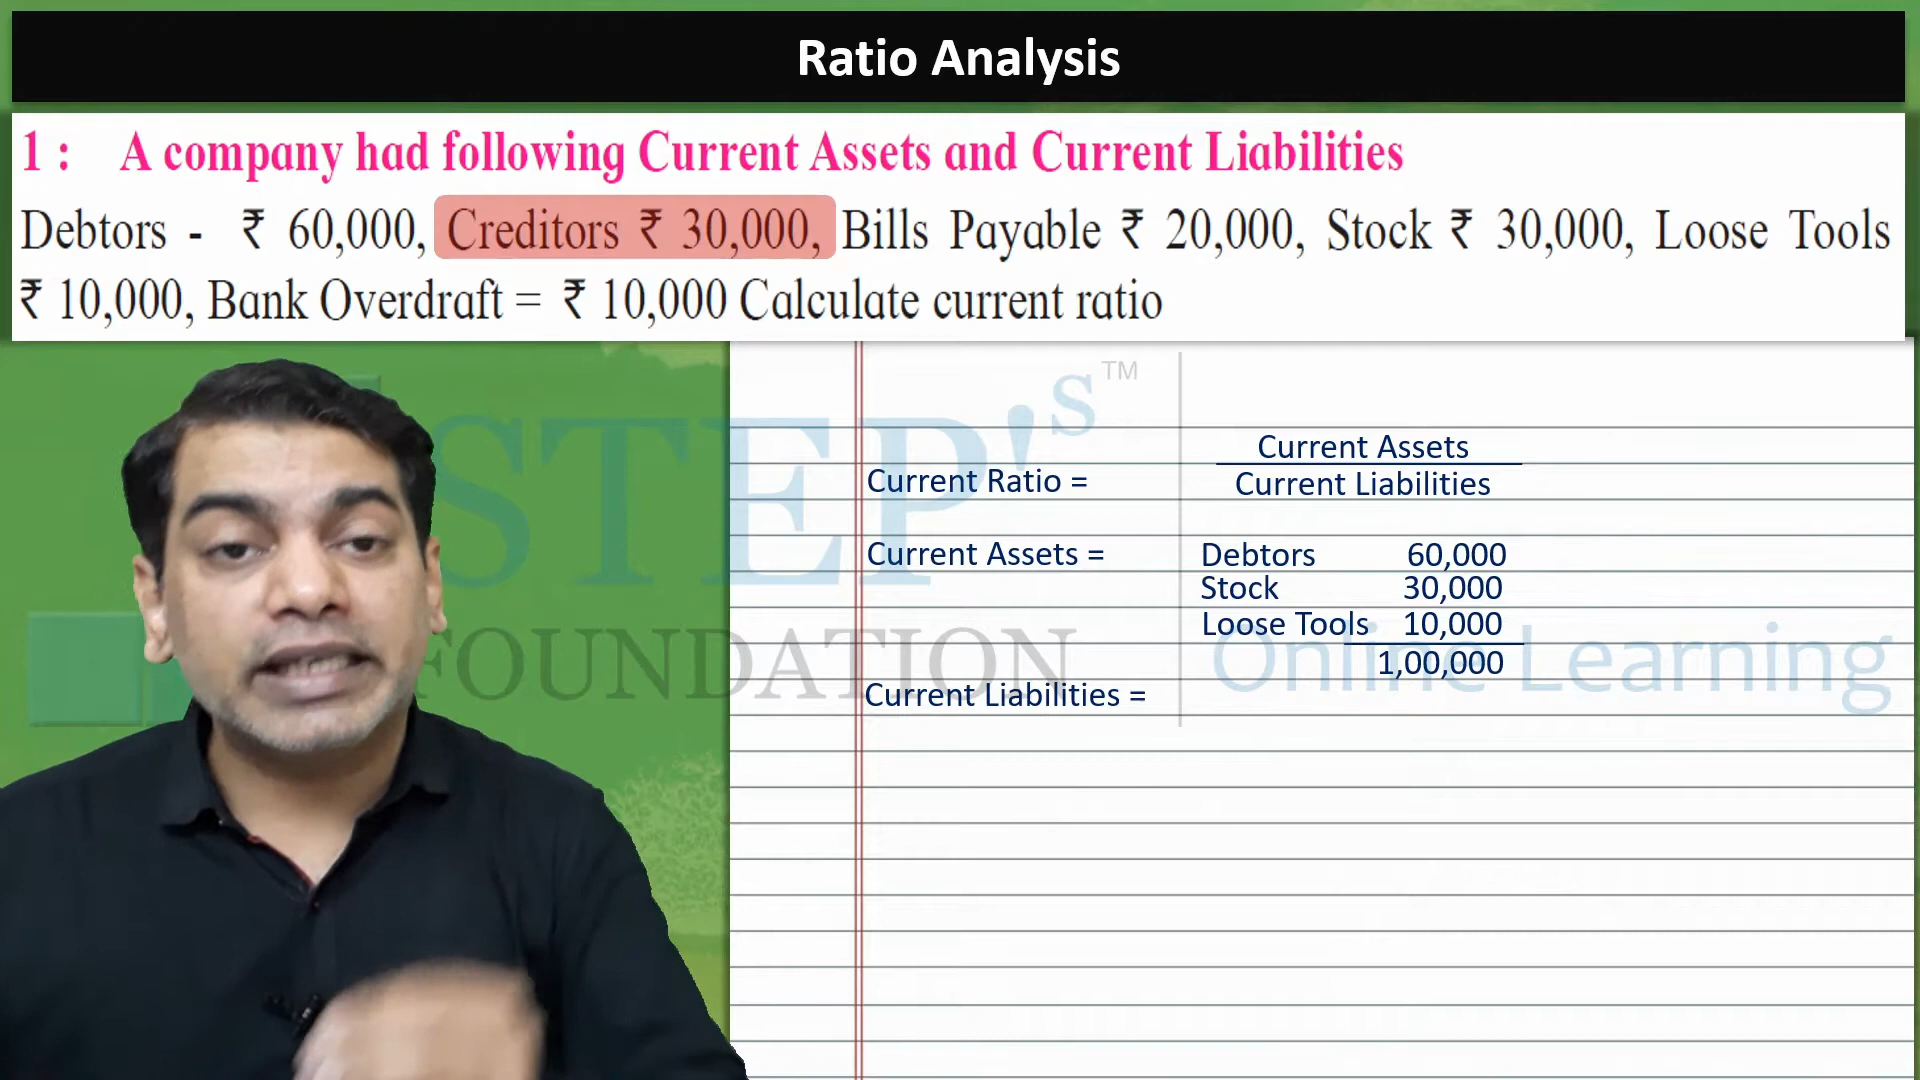 Ratio Analysis
1 : A company had following Current Assets and Current Liabilities
Debtors - ₹ 60,000, Creditors ₹ 30,000, Bills Payable ₹ 20,000, Stock ₹ 30,000, Loose Tools
₹ 10,000, Bank Overdraft = ₹ 10,000 Calculate current ratio
STEP's TM
FOUNDATION Online Learning
Current Assets
Current Ratio =
Current Liabilities
Current Assets = Debtors 60,000
Stock 30,000
Loose Tools 10,000
1,00,000
Current Liabilities =